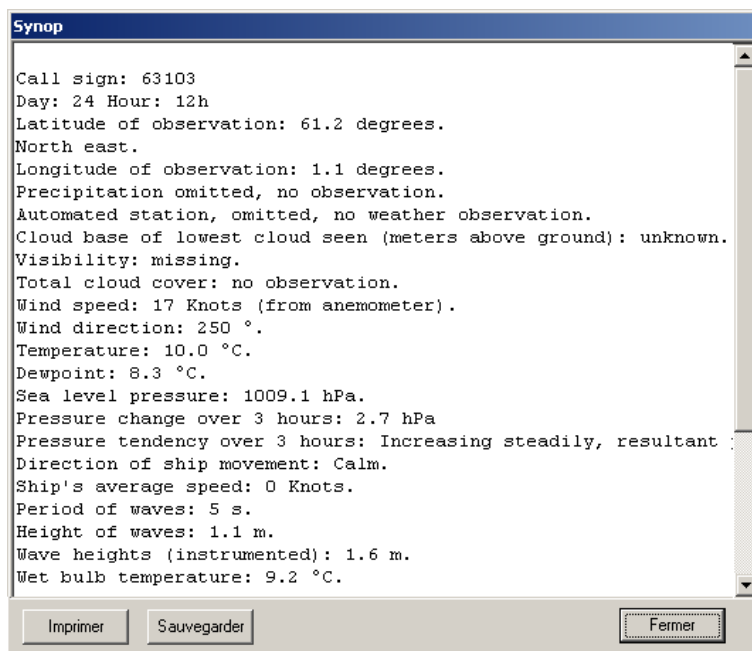 Synop
Call sign: 63103
Day: 24 Hour: 12h
Latitude of observation: 61.2 degrees.
North east.
Longitude of observation: 1.1 degrees.
Precipitation omitted, no observation.
Automated station, omitted, no weather observation.
Cloud base of lowest cloud seen (meters above ground): unknown.
Visibility: missing.
Total cloud cover: no observation.
Wind speed: 17 Knots (from anemometer).
Wind direction: 250 °.
Temperature: 10.0 °C.
Dewpoint: 8.3 °C.
Sea level pressure: 1009.1 hPa.
Pressure change over 3 hours: 2.7 hPa
Pressure tendency over 3 hours: Increasing steadily, resultant
Direction of ship movement: Calm.
Ship's average speed: 0 Knots.
Period of waves: 5 s.
Height of waves: 1.1 m.
Wave heights (instrumented): 1.6 m.
Wet bulb temperature: 9.2 °C.
Imprimer Sauvegarder Fermer